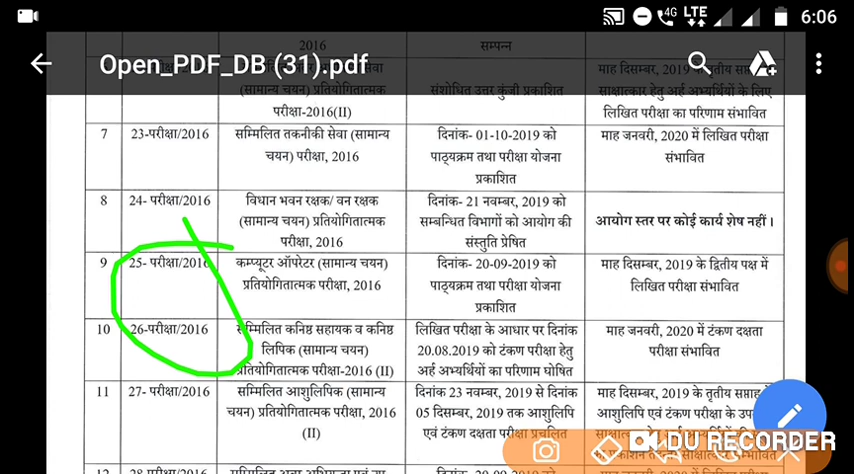 4G LTE 6:06
2016 सम्पन्न
Open_PDF_DB (31).pdf
सेवा माह दिसम्बर, 2019 के तृतीय सप्ताह
(सामान्य चयन) प्रतियोगितात्मक संशोधित उत्तर कुंजी प्रकाशित साक्षात्कार हेतु अर्ह अभ्यर्थियों के लिए
परीक्षा-2016(II) लिखित परीक्षा का परिणाम संभावित
7 23-परीक्षा/2016 सम्मिलित तकनीकी सेवा (सामान्य दिनांक- 01-10-2019 को माह जनवरी, 2020 में लिखित परीक्षा
चयन) परीक्षा, 2016 पाठ्यक्रम तथा परीक्षा योजना संभावित
प्रकाशित
8 24- परीक्षा/2016 विधान भवन रक्षक/ वन रक्षक दिनांक- 21 नवम्बर, 2019 को
(सामान्य चयन) प्रतियोगितात्मक सम्बन्धित विभागों को आयोग की आयोग स्तर पर कोई कार्य शेष नहीं।
परीक्षा, 2016 संस्तुति प्रेषित
9 25- परीक्षा/2016 कम्प्यूटर ऑपरेटर (सामान्य चयन) दिनांक- 20-09-2019 को माह दिसम्बर, 2019 के द्वितीय पक्ष में
प्रतियोगितात्मक परीक्षा, 2016 पाठ्यक्रम तथा परीक्षा योजना लिखित परीक्षा संभावित
प्रकाशित
10 26-परीक्षा/2016 सम्मिलित कनिष्ठ सहायक व कनिष्ठ लिखित परीक्षा के आधार पर दिनांक माह जनवरी, 2020 में टंकण दक्षता
लिपिक (सामान्य चयन) 20.08.2019 को टंकण परीक्षा हेतु परीक्षा संभावित
प्रतियोगितात्मक परीक्षा-2016 (II) अर्ह अभ्यर्थियों का परिणाम घोषित
11 27- परीक्षा/2016 सम्मिलित आशुलिपिक (सामान्य दिनांक 23 नवम्बर, 2019 से दिनांक माह दिसम्बर, 2019 के तृतीय सप्ताह में
चयन) प्रतियोगितात्मक परीक्षा, 2016 05 दिसम्बर, 2019 तक आशुलिपि आशुलिपि एवं टंकण परीक्षा के
(II) एवं टंकण दक्षता परीक्षा प्रचलित
DU RECORDER
12 28-परीक्षा/2016